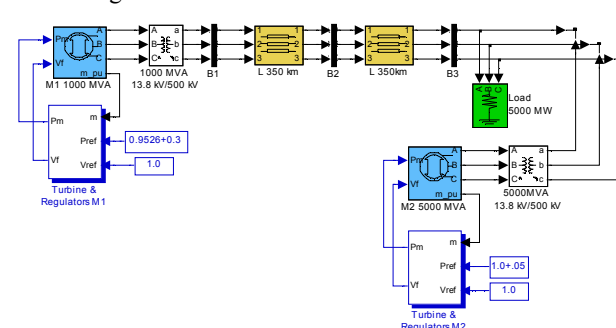 Pm
Vf
A
B
C
m_pu
M1 1000 MVA
A
B
C
a
b
c
1000 MVA
13.8 kV/500 kV
B1
1
2
3
1
2
3
L 350 km
B2
1
2
3
1
2
3
L 350km
B3
A
B
C
Load
5000 MW
Pm
Vf
m
Pref
Vref
0.9526+0.3
1.0
Turbine &
Regulators M1
Pm
Vf
A
B
C
m_pu
M2 5000 MVA
A
B
C
a
b
c
5000MVA
13.8 kV/500 kV
Pm
Vf
m
Pref
Vref
1.0+.05
1.0
Turbine &
Regulators M2